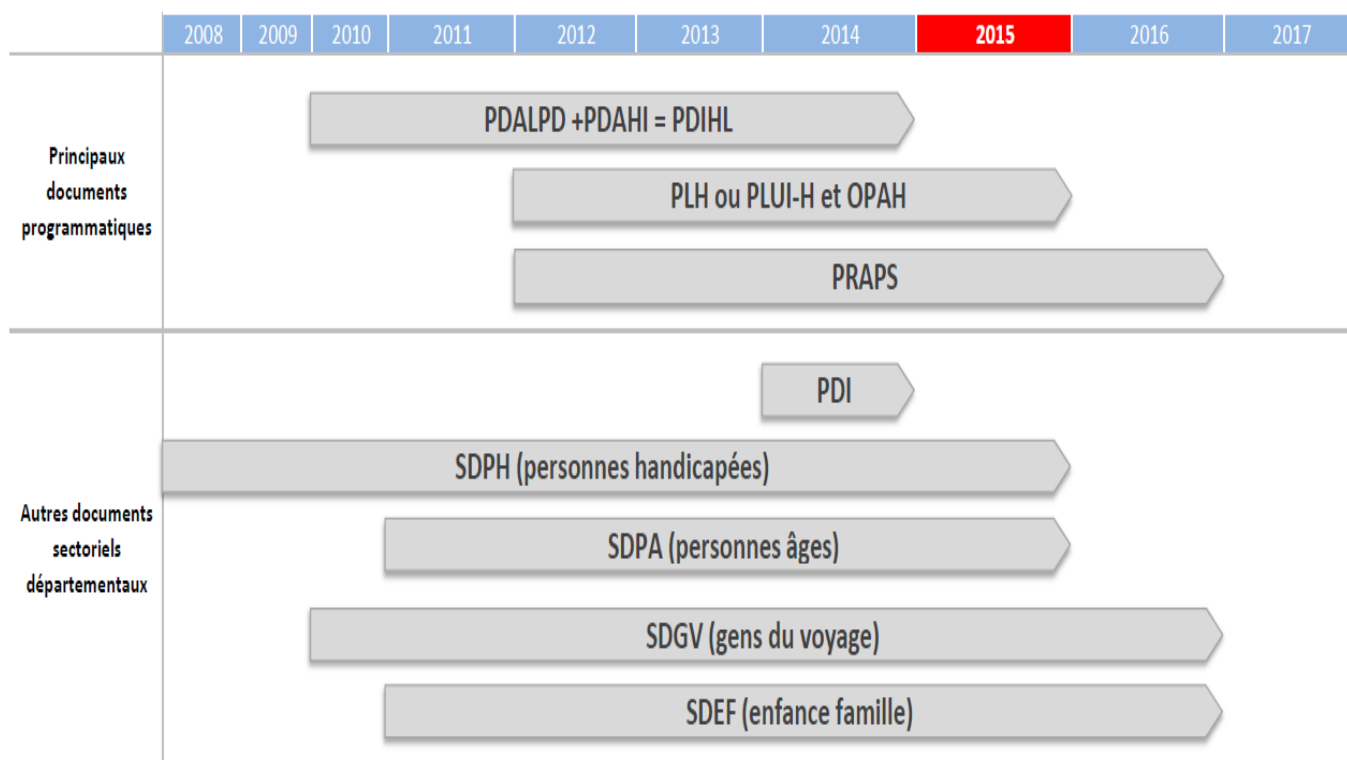 2008 2009 2010 2011 2012 2013 2014 2015 2016 2017
Principaux
documents
programmatiques
PDALPD +PDAHI = PDIHL
PLH ou PLUI-H et OPAH
PRAPS
Autres documents
sectoriels
départementaux
PDI
SDPH (personnes handicapées)
SDPA (personnes âges)
SDGV (gens du voyage)
SDEF (enfance famille)